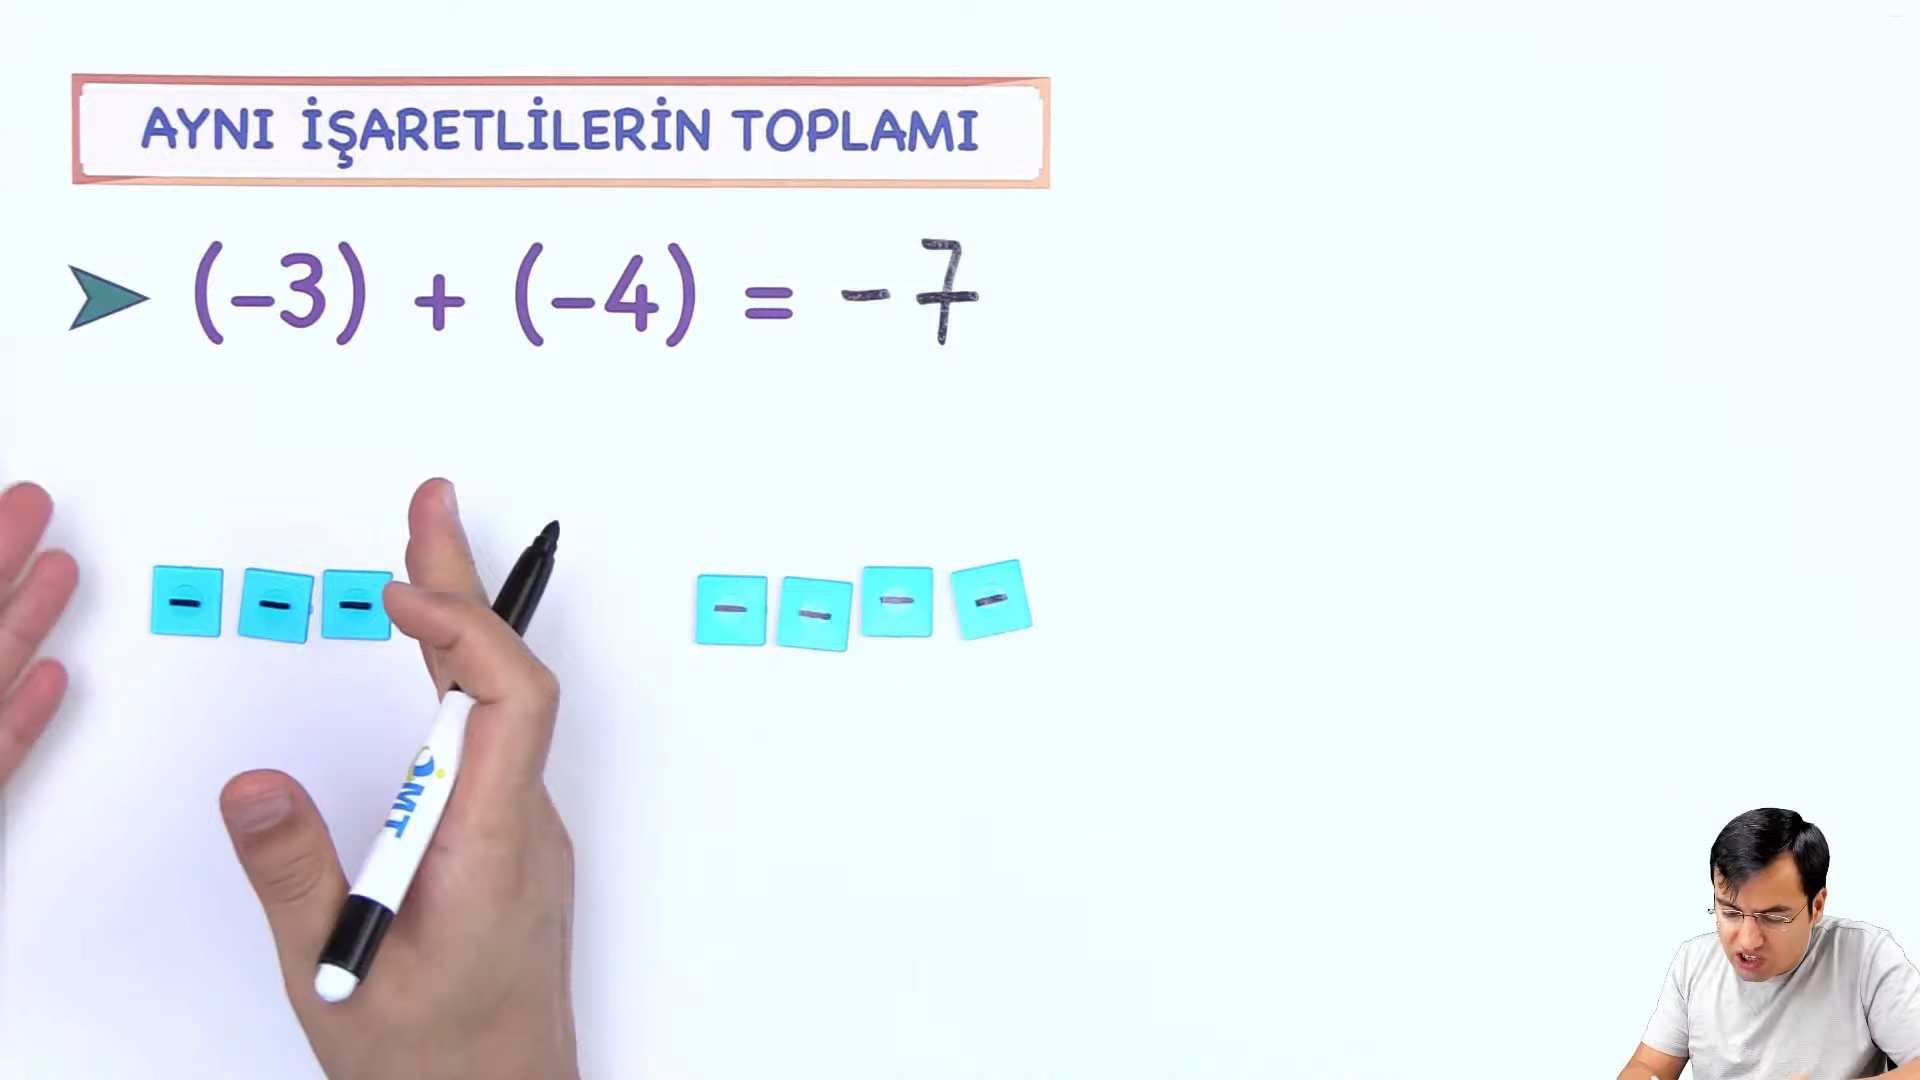 AYNI İŞARETLİLERİN TOPLAMI
➤ (-3) + (-4) = -7
- - - - - - -
MT